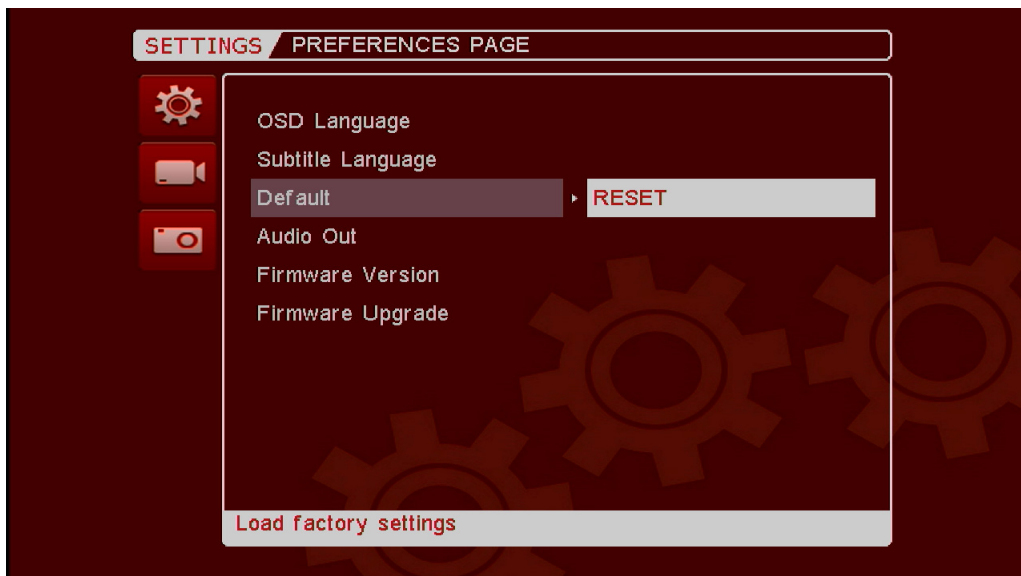 SETTINGS PREFERENCES PAGE
OSD Language
Subtitle Language
Default RESET
Audio Out
Firmware Version
Firmware Upgrade
Load factory settings